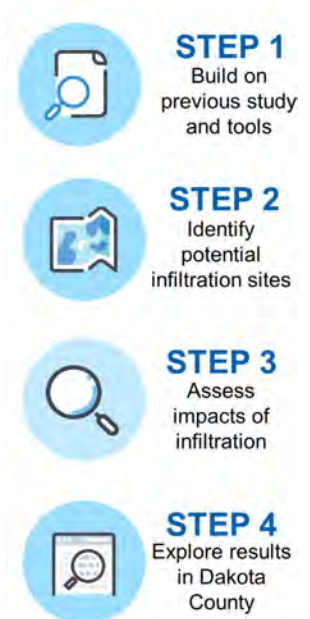 STEP 1
Build on
previous study
and tools
STEP 2
Identify
potential
infiltration sites
STEP 3
Assess
impacts of
infiltration
STEP 4
Explore results
in Dakota
County